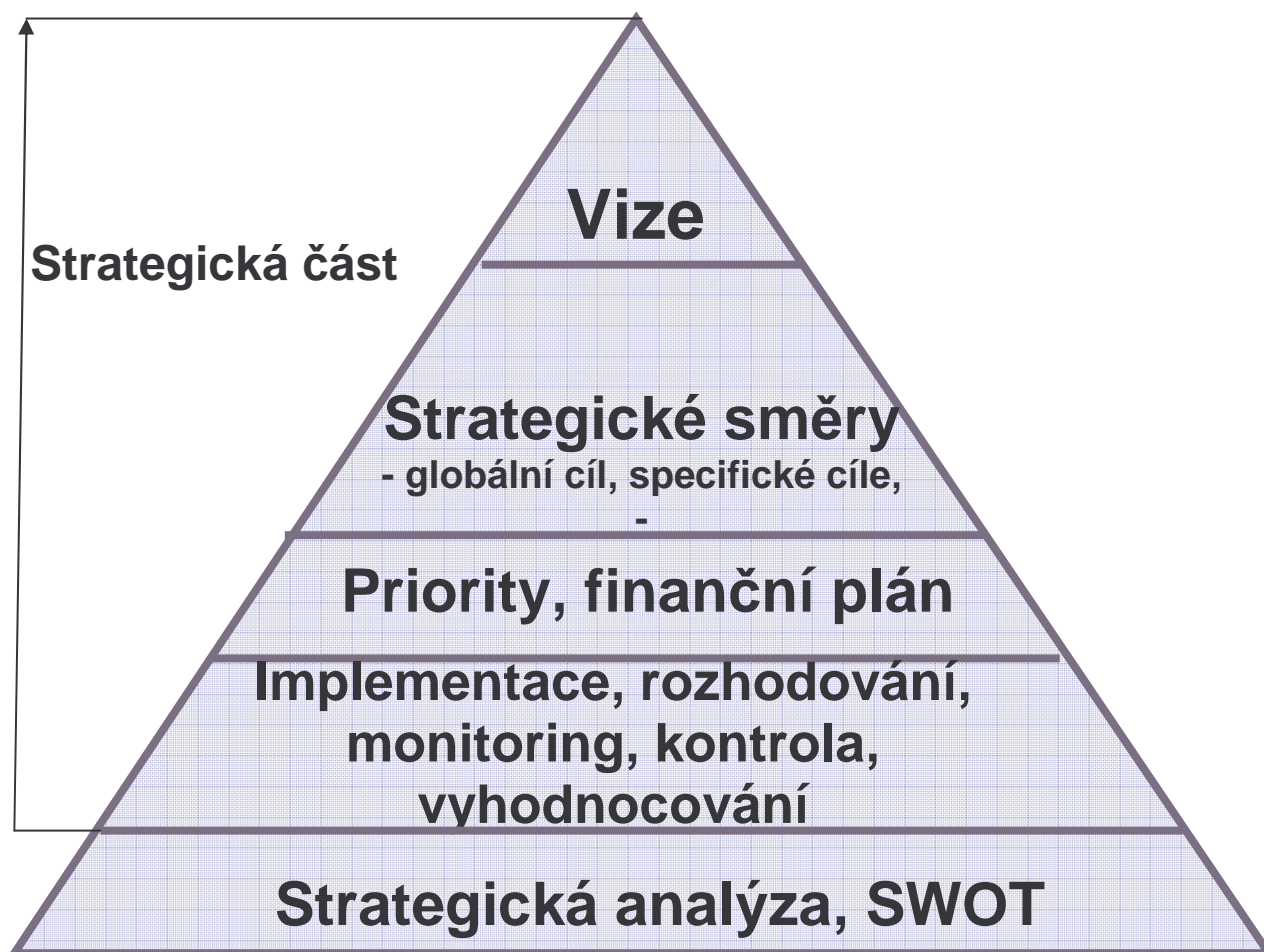 Vize
Strategická část
Strategické směry
- globální cíl, specifické cíle,
-
Priority, finanční plán
Implementace, rozhodování,
monitoring, kontrola,
vyhodnocování
Strategická analýza, SWOT